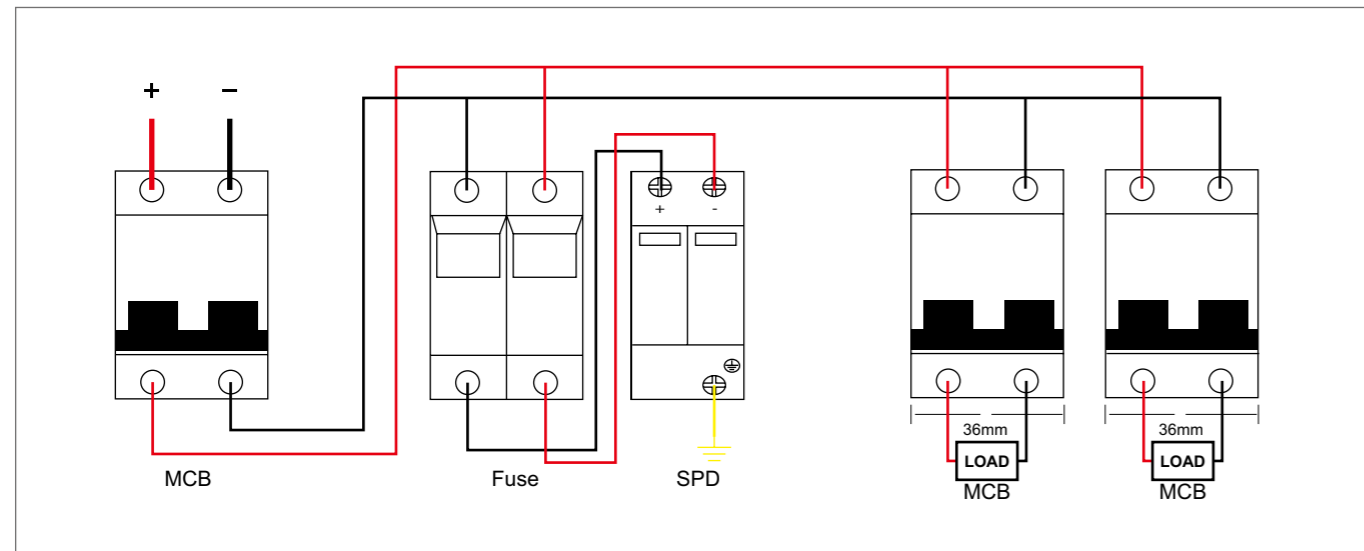 + −
+ -
36mm 36mm
LOAD LOAD
MCB Fuse SPD
MCB MCB